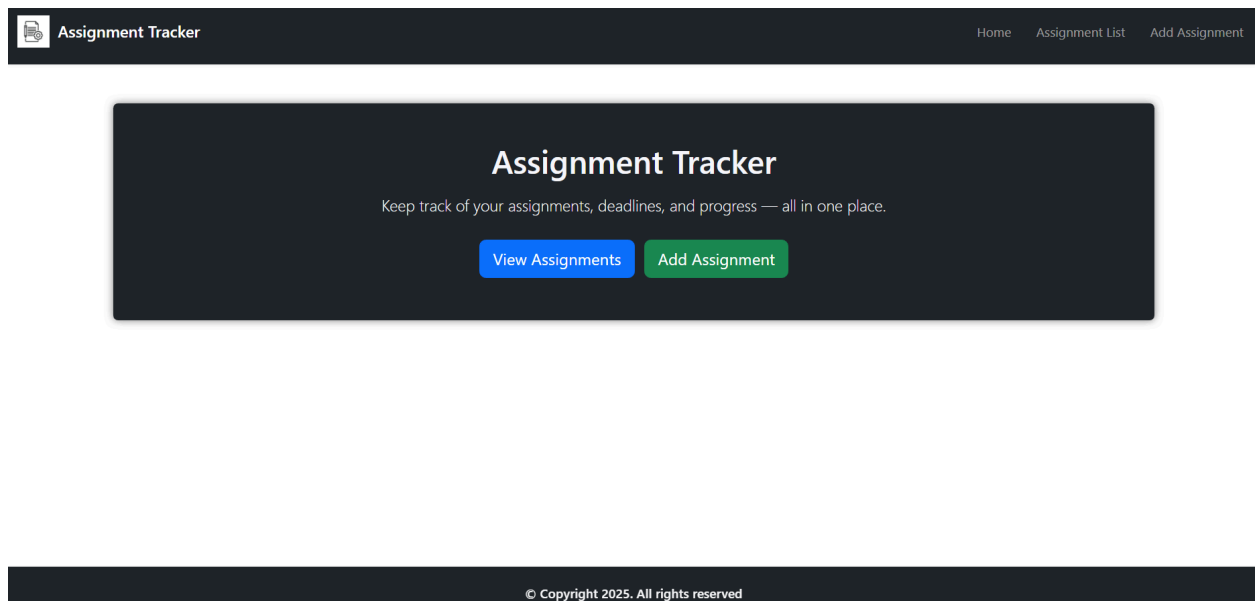 Assignment Tracker
Home Assignment List Add Assignment
Assignment Tracker
Keep track of your assignments, deadlines, and progress — all in one place.
View Assignments Add Assignment
© Copyright 2025. All rights reserved